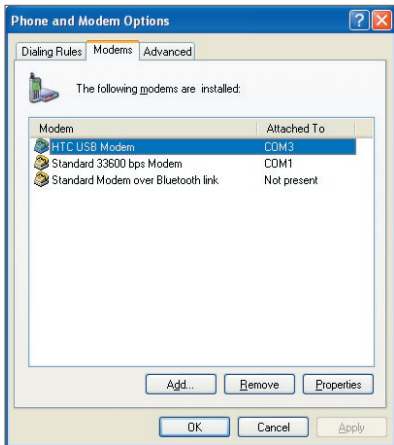 Phone and Modem Options
Dialing Rules Modems Advanced
The following modems are installed:
Modem Attached To
HTC USB Modem COM3
Standard 33600 bps Modem COM1
Standard Modem over Bluetooth link Not present
Add... Remove Properties
OK Cancel Apply